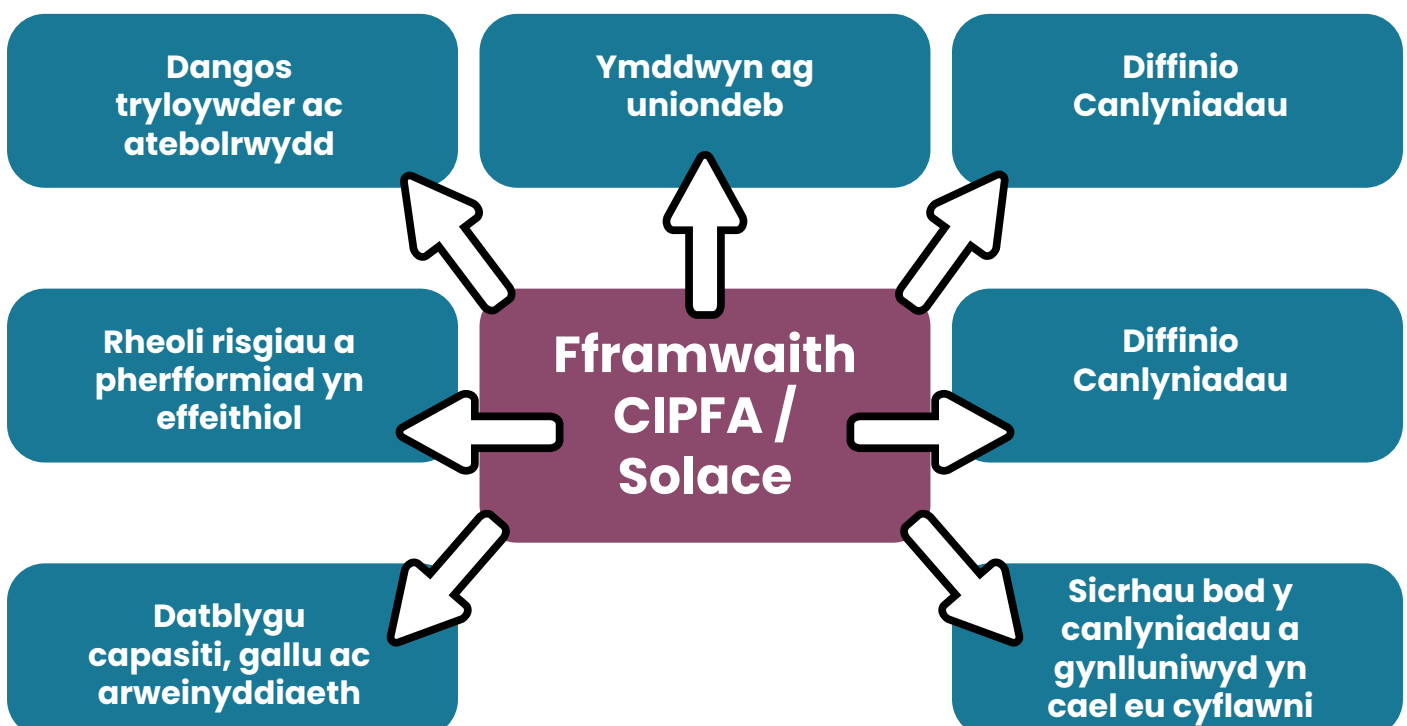 Dangos
tryloywder ac
atebolrwydd
Ymddwyn ag
uniondeb
Diffinio
Canlyniadau
Rheoli risgiau a
pherfformiad yn
effeithiol
Fframwaith
CIPFA /
Solace
Diffinio
Canlyniadau
Datblygu
capasiti, gallu ac
arweinyddiaeth
Sicrhau bod y
canlyniadau a
gynlluniwyd yn
cael eu cyflawni